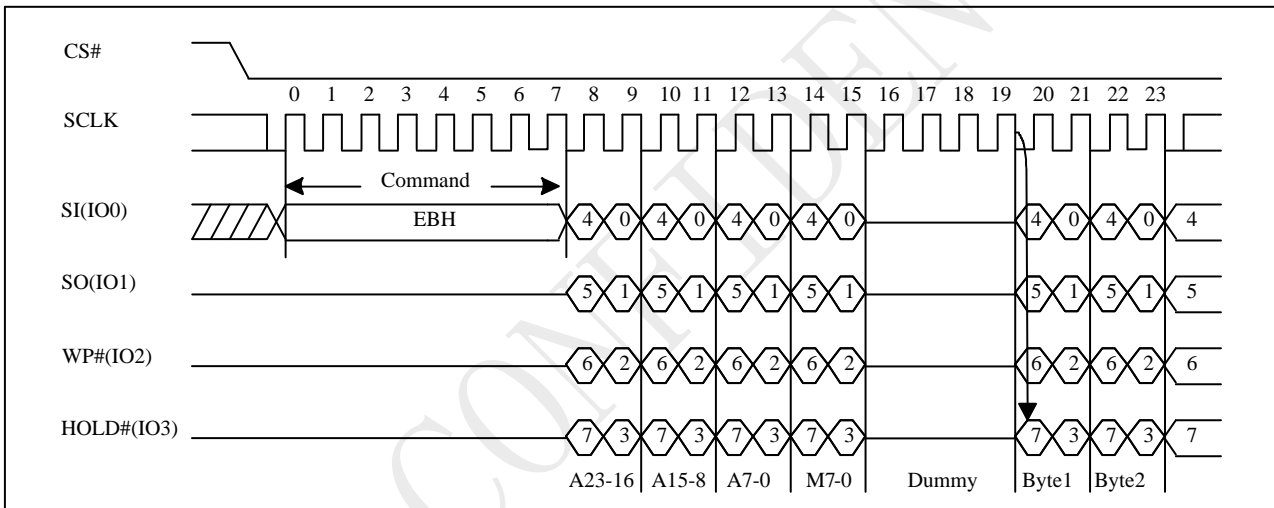 CS#
0 1 2 3 4 5 6 7 8 9 10 11 12 13 14 15 16 17 18 19 20 21 22 23
SCLK
Command
SI(IO0) EBH 4 0 4 0 4 0 4 0 4 0 4 0 4
SO(IO1) 5 1 5 1 5 1 5 1 5 1 5 1 5
WP#(IO2) 6 2 6 2 6 2 6 2 6 2 6 2 6
HOLD#(IO3) 7 3 7 3 7 3 7 3 7 3 7 3 7
A23-16 A15-8 A7-0 M7-0 Dummy Byte1 Byte2
CONFIDEN